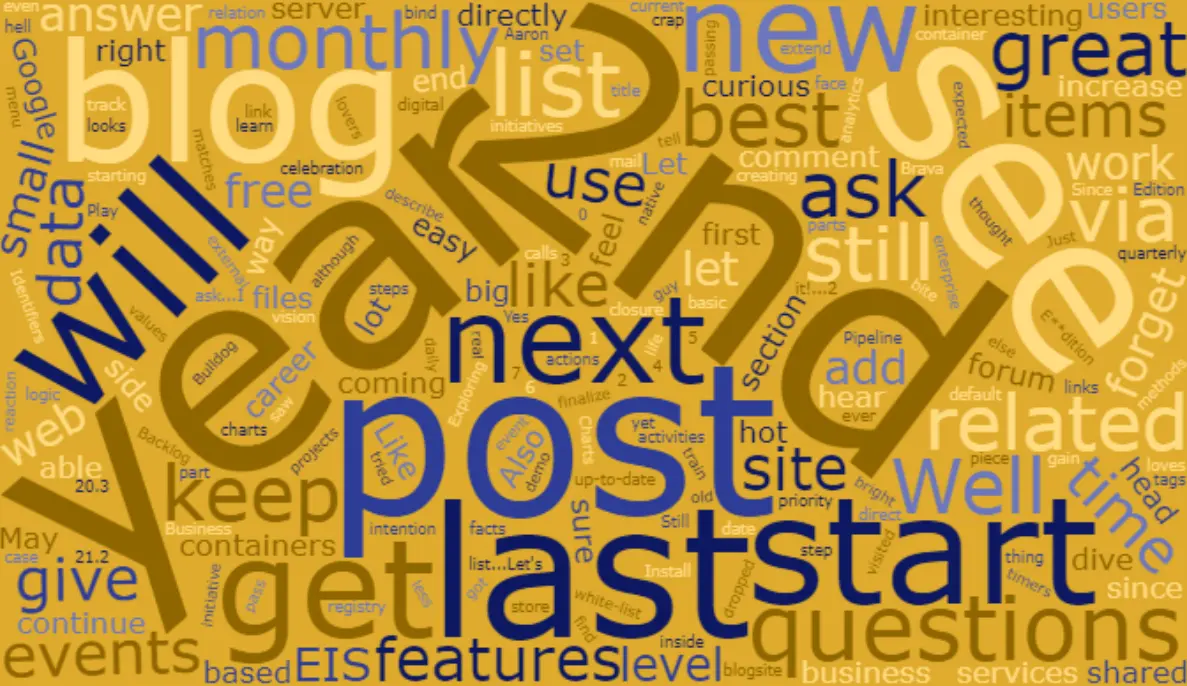 even answer relation server bind directly current crap new interesting users
hell right monthly Aaron set passing extend container great
Google blog end list title curious face increase
menu track link lovers digital initiatives best analytics see expected items
looks learn matches tell
Smaller starting celebration mail Let comment creating Brava work
data Play free describe easy use native ask Since Edition
will way external although 0 feel first parts still thought via
calls 3 Just quarterly
Identifiers ask...1 files steps big like guy let basic it!...2 enterprise bite
vision lot closure section E**dition forget
values Bulldog Yes next 1 5 Pipeline else
side career daily real actions life 4 add forum links methods
reaction logic saw coming 7 6 2 finalize hear default
Exploring ever
web charts year2 post yet hot end related
Backlog projects Like event Charts activities
able tried Also demo train site piece gain loves
20.3 part keep up-to-date old priority bright Well time head tags
May Business intention facts sure Still date direct
case 21.2 containers last start step visited thing dive
give initiative pass get less got list...Let's Install dropped timers since
continue registry store white-list find questions
events based EIS features inside level blogsite business services shared